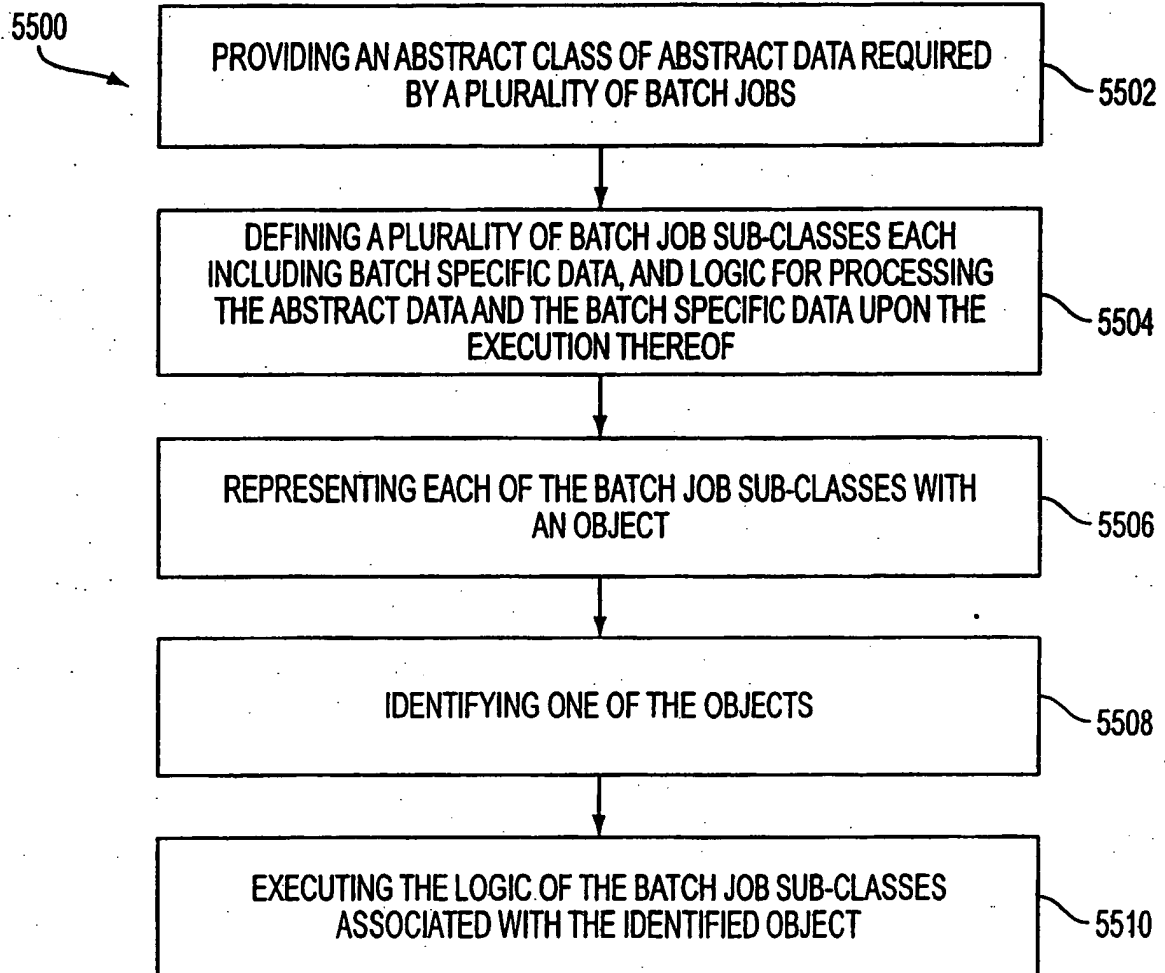 5500
PROVIDING AN ABSTRACT CLASS OF ABSTRACT DATA REQUIRED
BY A PLURALITY OF BATCH JOBS
5502
DEFINING A PLURALITY OF BATCH JOB SUB-CLASSES EACH
INCLUDING BATCH SPECIFIC DATA, AND LOGIC FOR PROCESSING
THE ABSTRACT DATA AND THE BATCH SPECIFIC DATA UPON THE
EXECUTION THEREOF
5504
REPRESENTING EACH OF THE BATCH JOB SUB-CLASSES WITH
AN OBJECT
5506
IDENTIFYING ONE OF THE OBJECTS
5508
EXECUTING THE LOGIC OF THE BATCH JOB SUB-CLASSES
ASSOCIATED WITH THE IDENTIFIED OBJECT
5510